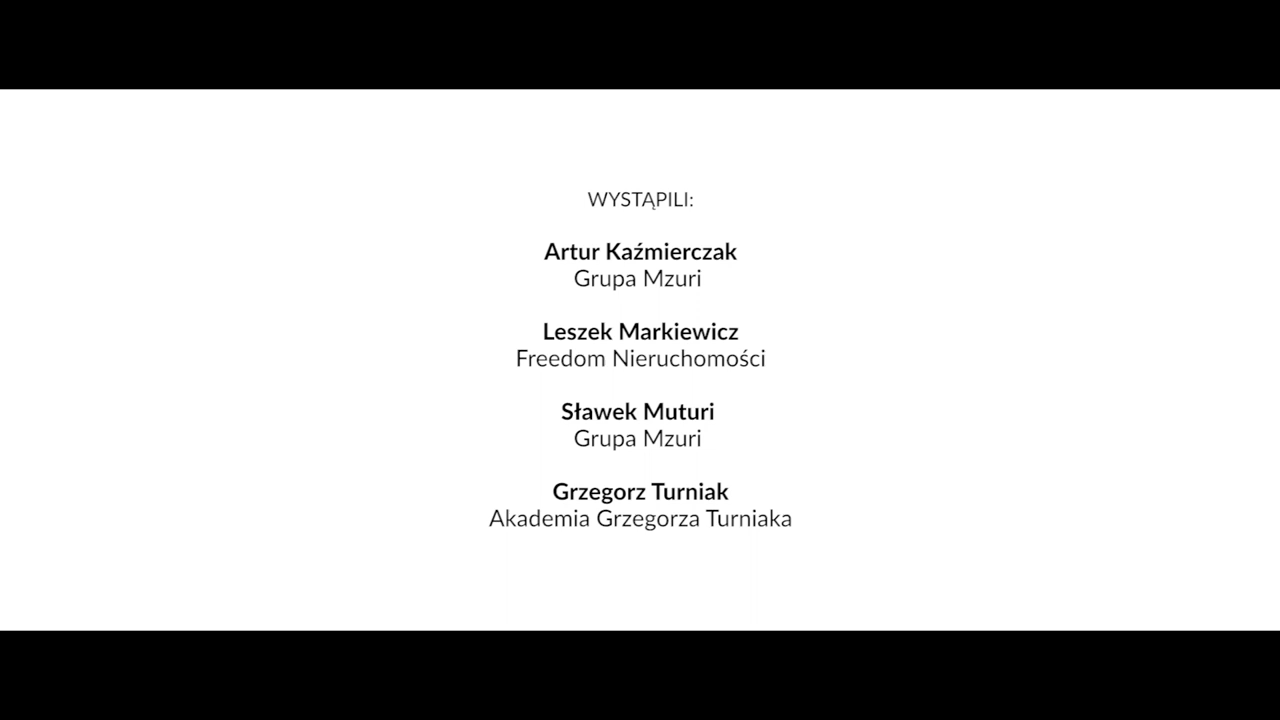 WYSTĄPILI:
Artur Kaźmierczak
Grupa Mzuri
Leszek Markiewicz
Freedom Nieruchomości
Sławek Muturi
Grupa Mzuri
Grzegorz Turniak
Akademia Grzegorza Turniaka